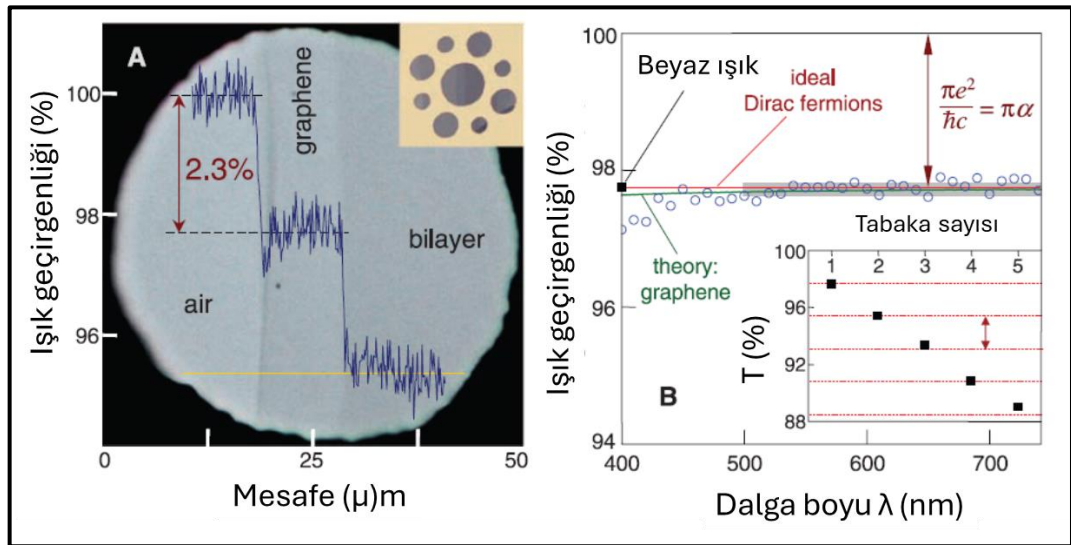 A
Işık geçirgenliği (%)
100
98
96
2.3%
air
graphene
bilayer
0
25
50
Mesafe (μ)m
Işık geçirgenliği (%)
100
98
96
94
Beyaz ışık
ideal
Dirac fermions
πe²/ħc = πα
theory:
graphene
Tabaka sayısı
1 2 3 4 5
T (%)
100
96
92
88
B
400 500 600 700
Dalga boyu λ (nm)